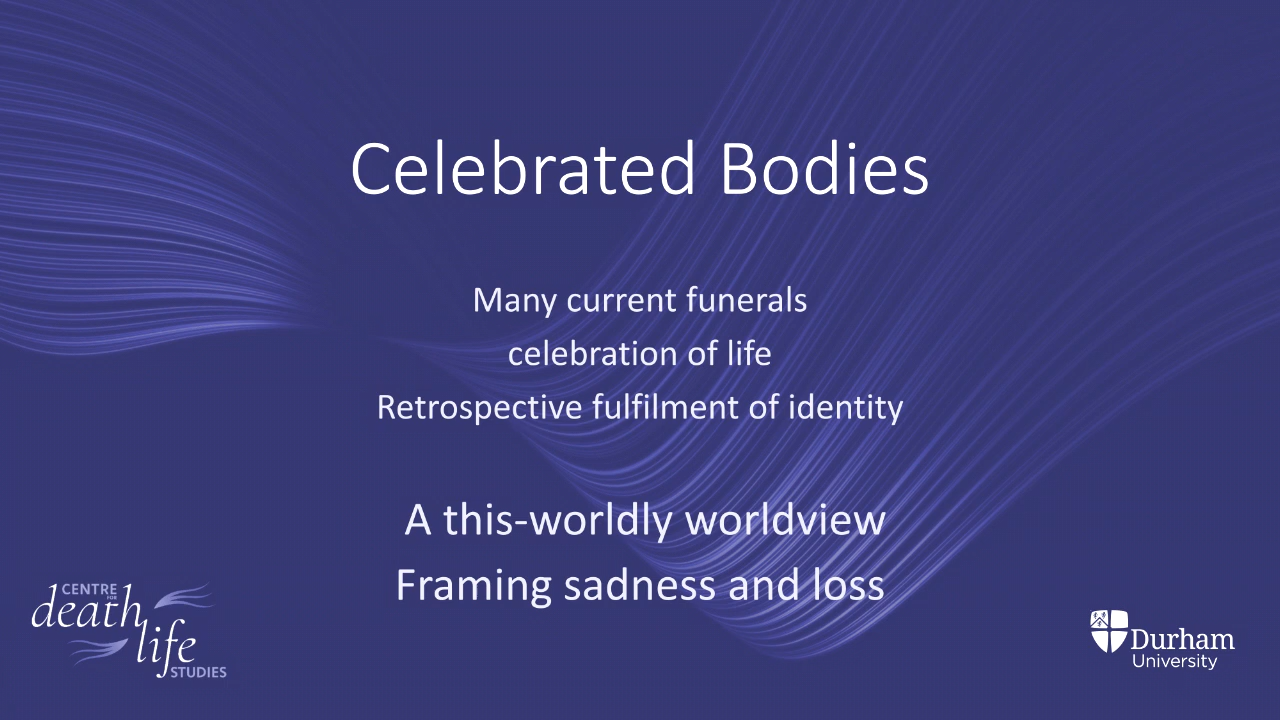 Celebrated Bodies
Many current funerals
celebration of life
Retrospective fulfilment of identity
A this-worldly worldview
Framing sadness and loss
CENTRE
FOR
death
life
STUDIES
Durham
University